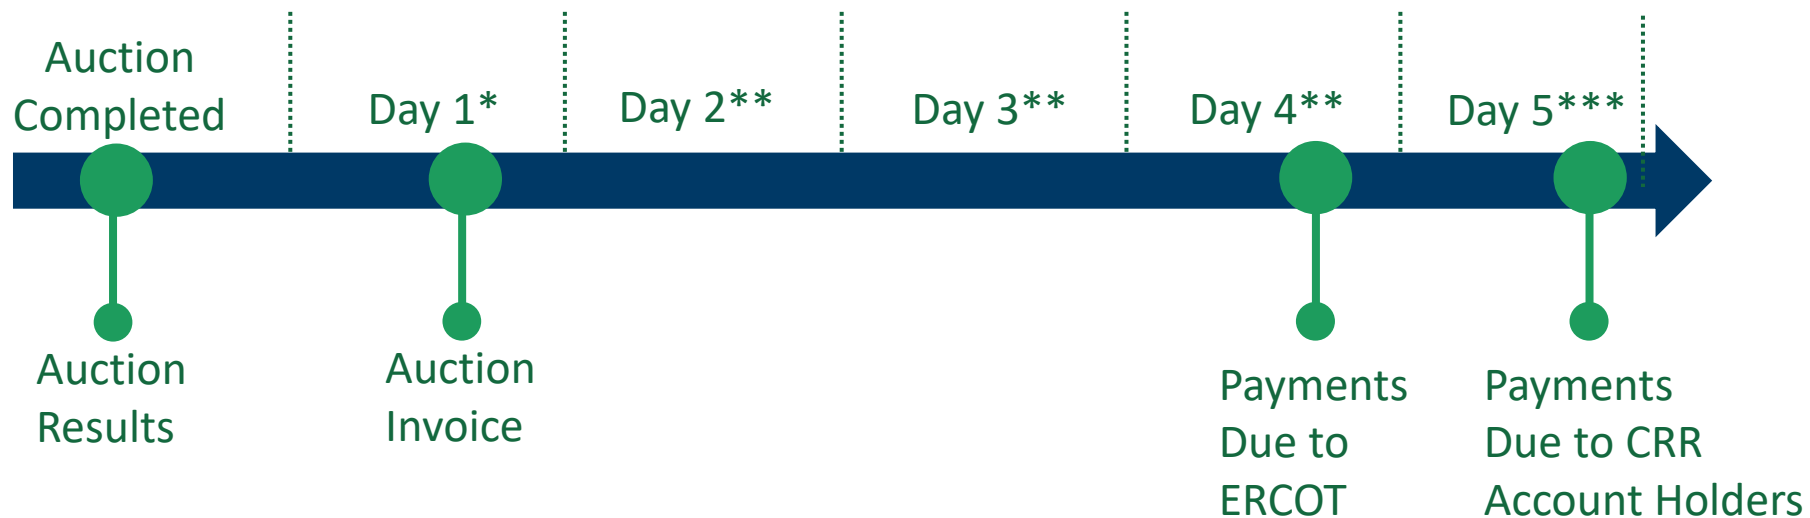 Auction
Completed
Day 1*
Day 2**
Day 3**
Day 4**
Day 5***
Auction
Results
Auction
Invoice
Payments
Due to
ERCOT
Payments
Due to CRR
Account Holders